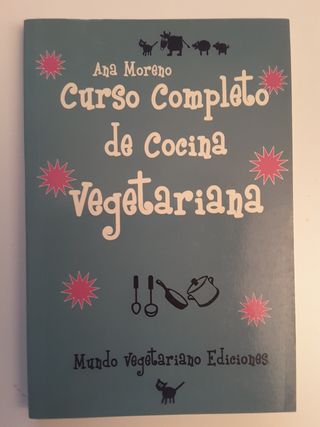 Ana Moreno
Curso Completo
de Cocina
Vegetariana
Mundo Vegetariano Ediciones